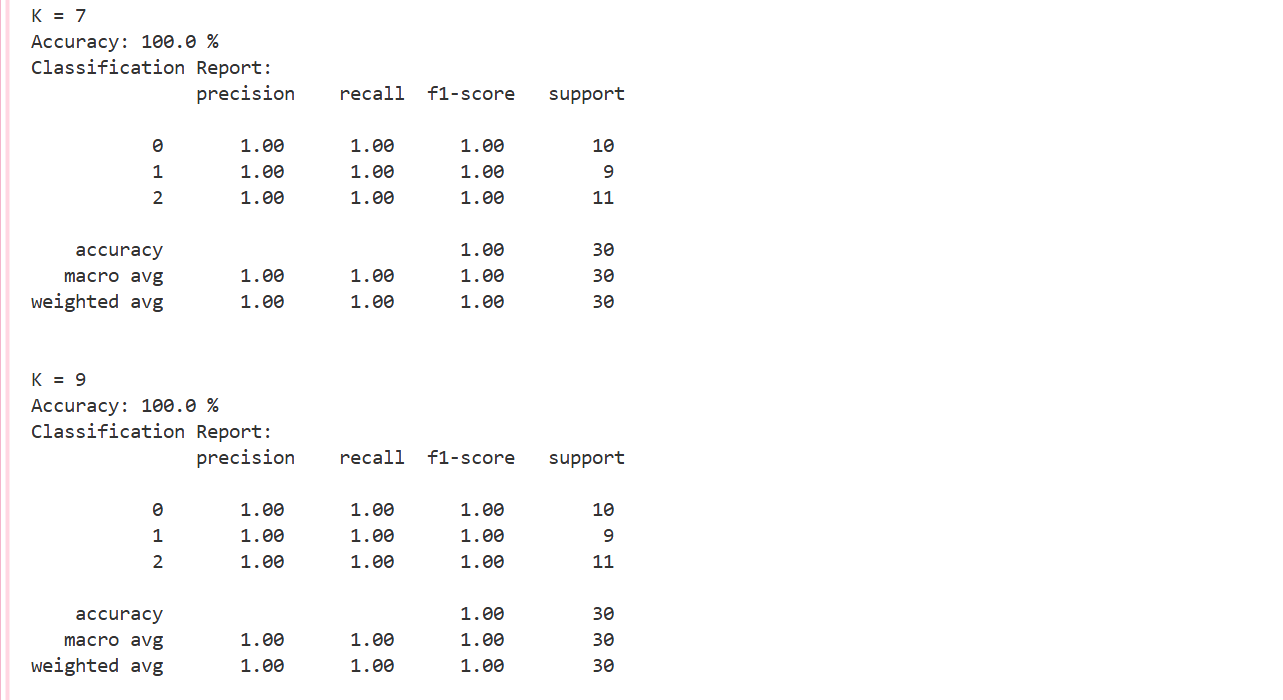 K = 7
Accuracy: 100.0 %
Classification Report:
              precision    recall  f1-score   support

           0       1.00      1.00      1.00        10
           1       1.00      1.00      1.00         9
           2       1.00      1.00      1.00        11

    accuracy                           1.00        30
   macro avg       1.00      1.00      1.00        30
weighted avg       1.00      1.00      1.00        30


K = 9
Accuracy: 100.0 %
Classification Report:
              precision    recall  f1-score   support

           0       1.00      1.00      1.00        10
           1       1.00      1.00      1.00         9
           2       1.00      1.00      1.00        11

    accuracy                           1.00        30
   macro avg       1.00      1.00      1.00        30
weighted avg       1.00      1.00      1.00        30